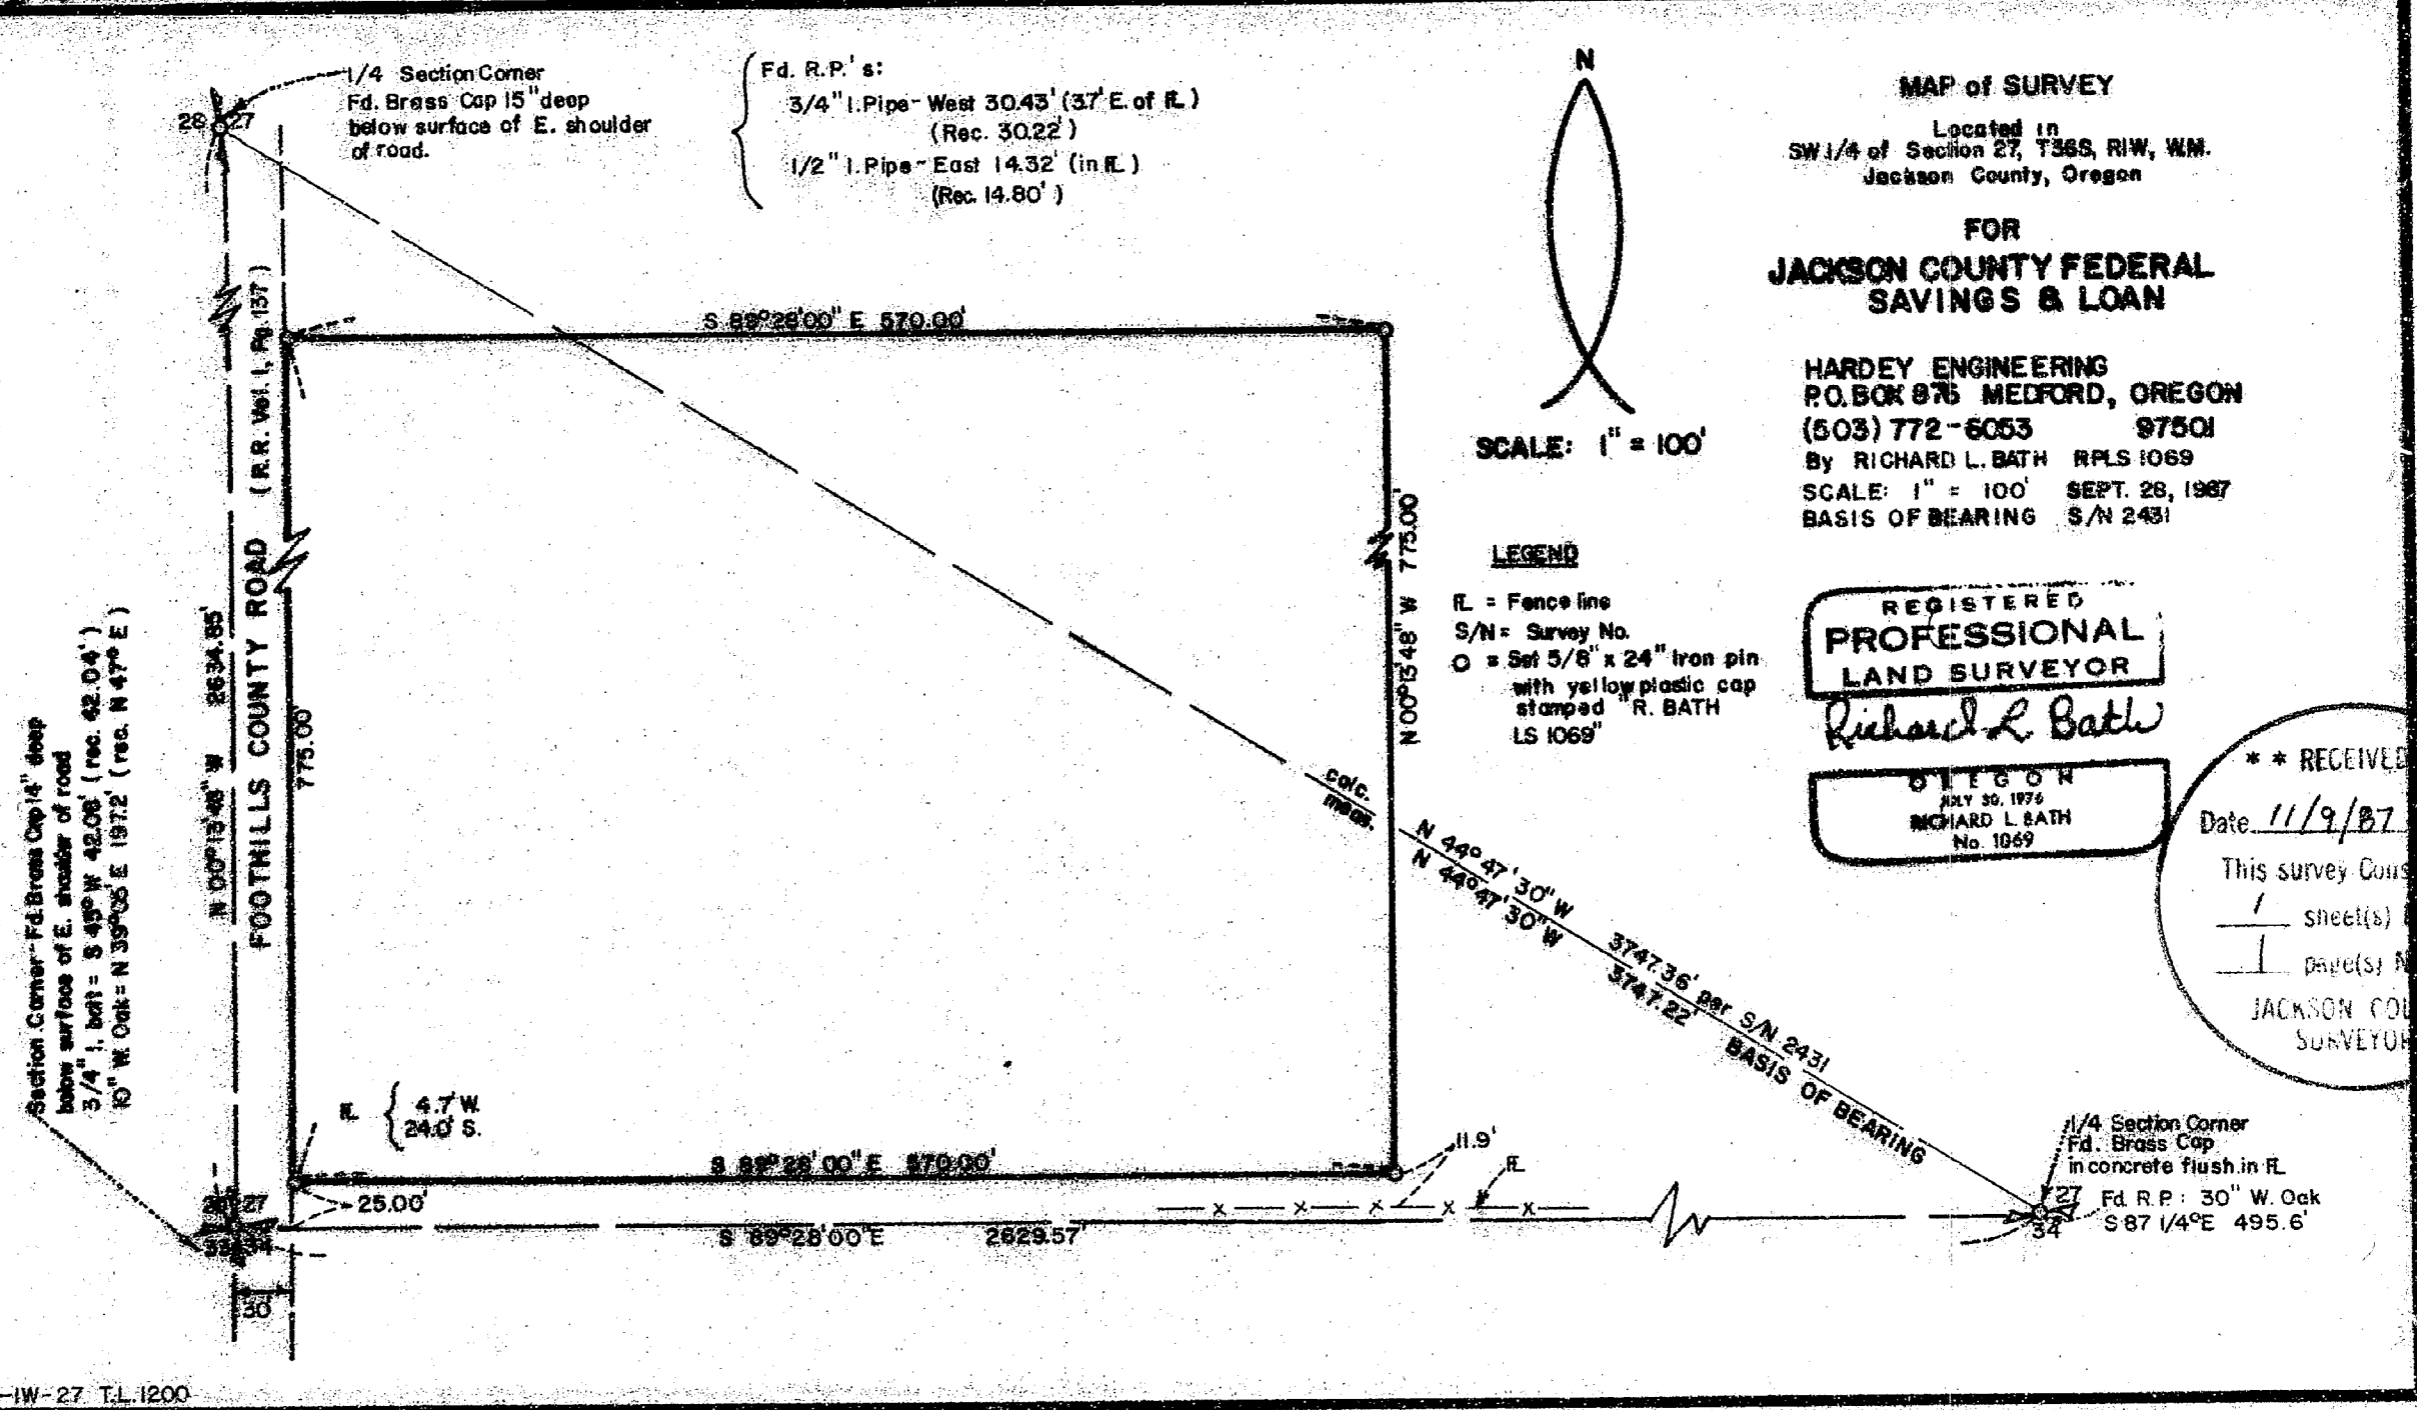 1/4 Section Corner
Fd. Brass Cap 15" deep
below surface of E. shoulder
of road.
28 27
Fd. R.P.'s:
3/4" I.Pipe - West 30.43' (3.7' E. of FL)
(Rec. 30.22')
1/2" I.Pipe - East 14.32' (in FL)
(Rec. 14.80')
N
SCALE: 1" = 100'
MAP of SURVEY
Located in
SW 1/4 of Section 27, T36S, R1W, W.M.
Jackson County, Oregon
FOR
JACKSON COUNTY FEDERAL
SAVINGS & LOAN
HARDEY ENGINEERING
P.O. BOX 876 MEDFORD, OREGON
(503) 772-6053 97501
By RICHARD L. BATH RPLS 1069
SCALE: 1" = 100' SEPT. 28, 1987
BASIS OF BEARING S/N 2431
LEGEND
FL = Fence line
S/N = Survey No.
O = Set 5/8" x 24" Iron pin
with yellow plastic cap
stamped "R. BATH
LS 1069"
REGISTERED
PROFESSIONAL
LAND SURVEYOR
Richard L. Bath
OREGON
JULY 30, 1976
RICHARD L. BATH
No. 1069
* * RECEIVED
Date 11/9/87
This survey Cons
1 sheet(s)
1 page(s) N
JACKSON COU
SURVEYOR
S 89°28'00" E 570.00'
(R.R. Vol. 1, Pg. 137)
FOOTHILLS COUNTY ROAD
N 00°13'48" W 2634.85'
775.00'
N 00°13'48" W 775.00'
Section Corner - Fd. Brass Cap 14" deep
below surface of E. shoulder of road
3/4" I. bolt = S 45° W 42.08' (rec. 42.04')
10" W. Oak = N 39°05' E 197.2' (rec. N 47° E)
calc.
meas.
N 44°47'30" W
N 44°47'30" W
3747.36' per S/N 2431
3747.22'
BASIS OF BEARING
FL 4.7' W.
24.0' S.
S 89°28'00" E 570.00'
11.9'
FL
25.00'
28 27
33 34
S 89°28'00" E 2629.57'
30'
1/4 Section Corner
Fd. Brass Cap
in concrete flush in FL
27
34
Fd. R.P.: 30" W. Oak
S 87 1/4° E 495.6'
-1W-27 T.L. 1200